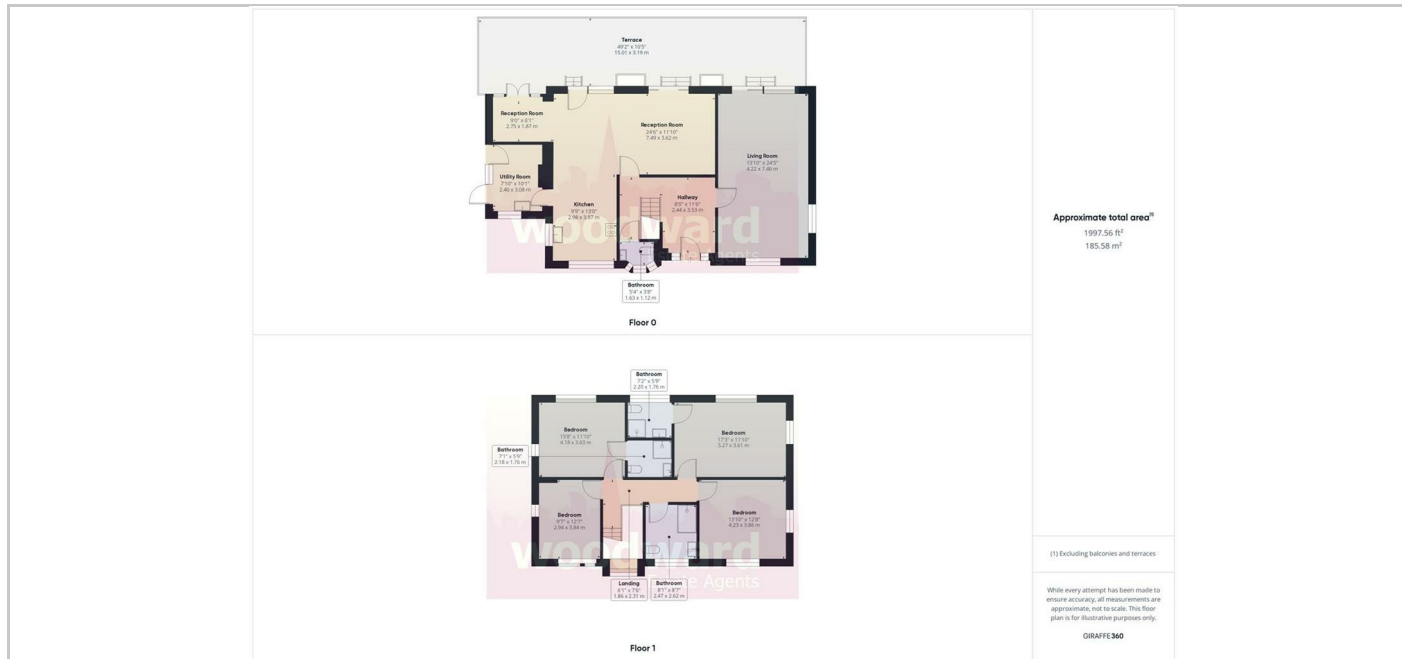 Terrace
49'2" x 10'5"
15.01 x 3.19 m
Reception Room
9'0" x 6'1"
2.75 x 1.87 m
Reception Room
24'6" x 11'10"
7.49 x 3.62 m
Living Room
13'10" x 24'5"
4.22 x 7.46 m
Utility Room
7'10" x 10'1"
2.40 x 3.09 m
Kitchen
9'9" x 13'0"
2.98 x 3.97 m
Hallway
8'0" x 11'6"
2.44 x 3.53 m
woodward
Estate Agents
Bathroom
5'4" x 3'8"
1.63 x 1.12 m
Floor 0
Approximate total area(1)
1997.56 ft²
185.58 m²
Bathroom
7'2" x 5'9"
2.20 x 1.76 m
Bedroom
13'8" x 11'10"
4.18 x 3.63 m
Bedroom
17'3" x 11'10"
5.27 x 3.61 m
Bathroom
7'1" x 5'9"
2.18 x 1.76 m
Bedroom
9'7" x 12'7"
2.94 x 3.84 m
Bedroom
13'10" x 12'8"
4.23 x 3.86 m
woodward
Agents
Landing
6'1" x 7'6"
1.86 x 2.31 m
Bathroom
8'1" x 8'7"
2.47 x 2.62 m
Floor 1
(1) Excluding balconies and terraces
While every attempt has been made to
ensure accuracy, all measurements are
approximate, not to scale. This floor
plan is for illustrative purposes only.
GIRAFFE360